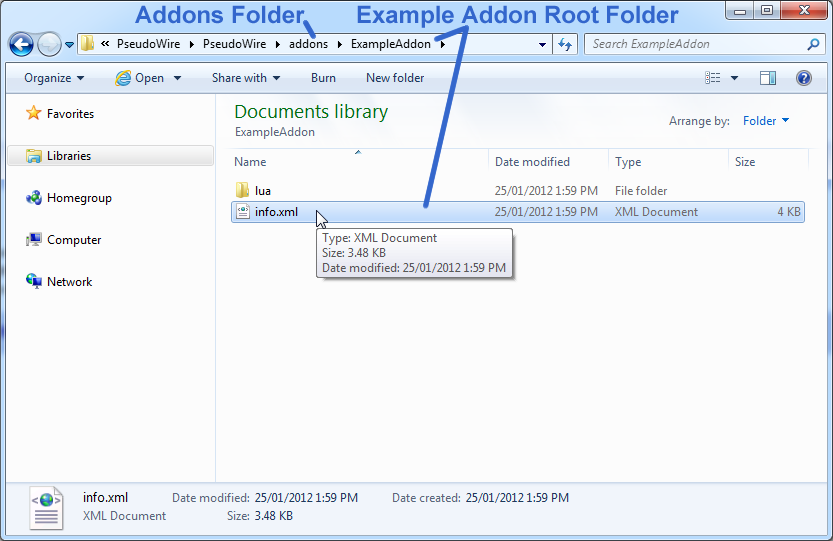 Addons Folder Example Addon Root Folder
« PseudoWire PseudoWire addons ExampleAddon Search ExampleAddon
Organize Open Share with Burn New folder
Favorites
Libraries
Homegroup
Computer
Network
Documents library
ExampleAddon
Arrange by: Folder
Name Date modified Type Size
lua 25/01/2012 1:59 PM File folder
info.xml 25/01/2012 1:59 PM XML Document 4 KB
Type: XML Document
Size: 3.48 KB
Date modified: 25/01/2012 1:59 PM
info.xml Date modified: 25/01/2012 1:59 PM Date created: 25/01/2012 1:59 PM
XML Document Size: 3.48 KB